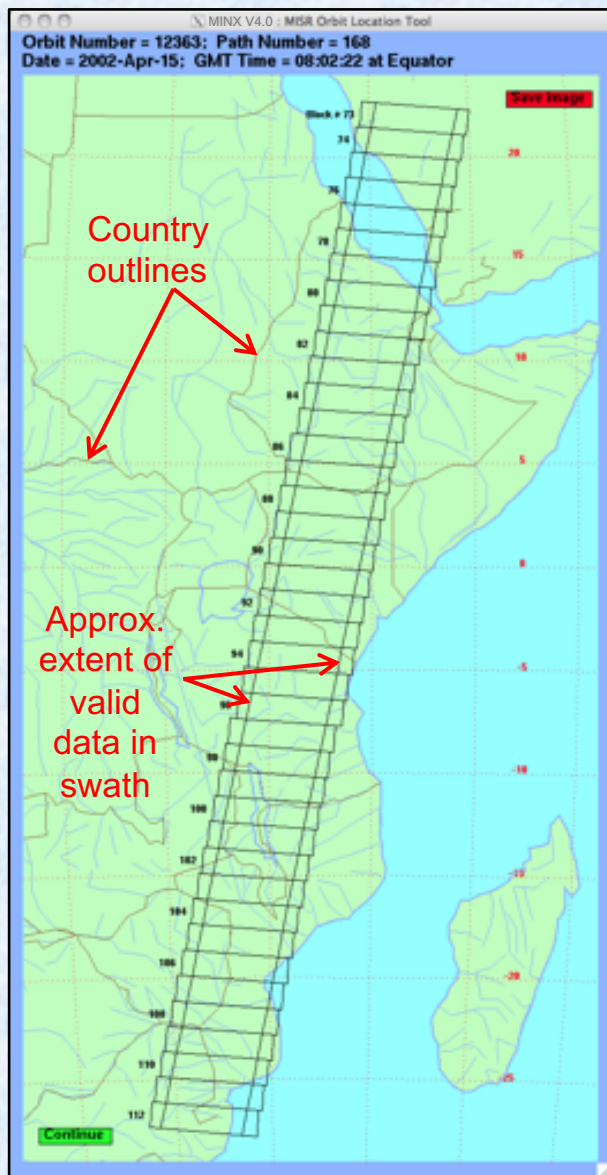 MINX V4.0 : MISR Orbit Location Tool
Orbit Number = 12363; Path Number = 168
Date = 2002-Apr-15; GMT Time = 08:02:22 at Equator
Save Image
Block # 73
74
20
76
Country
outlines
78
15
80
82
10
84
86
5
88
90
0
92
Approx.
extent of
valid
data in
swath
94
-5
96
98
-10
100
102
-15
104
106
-20
108
110
-25
112
Continue